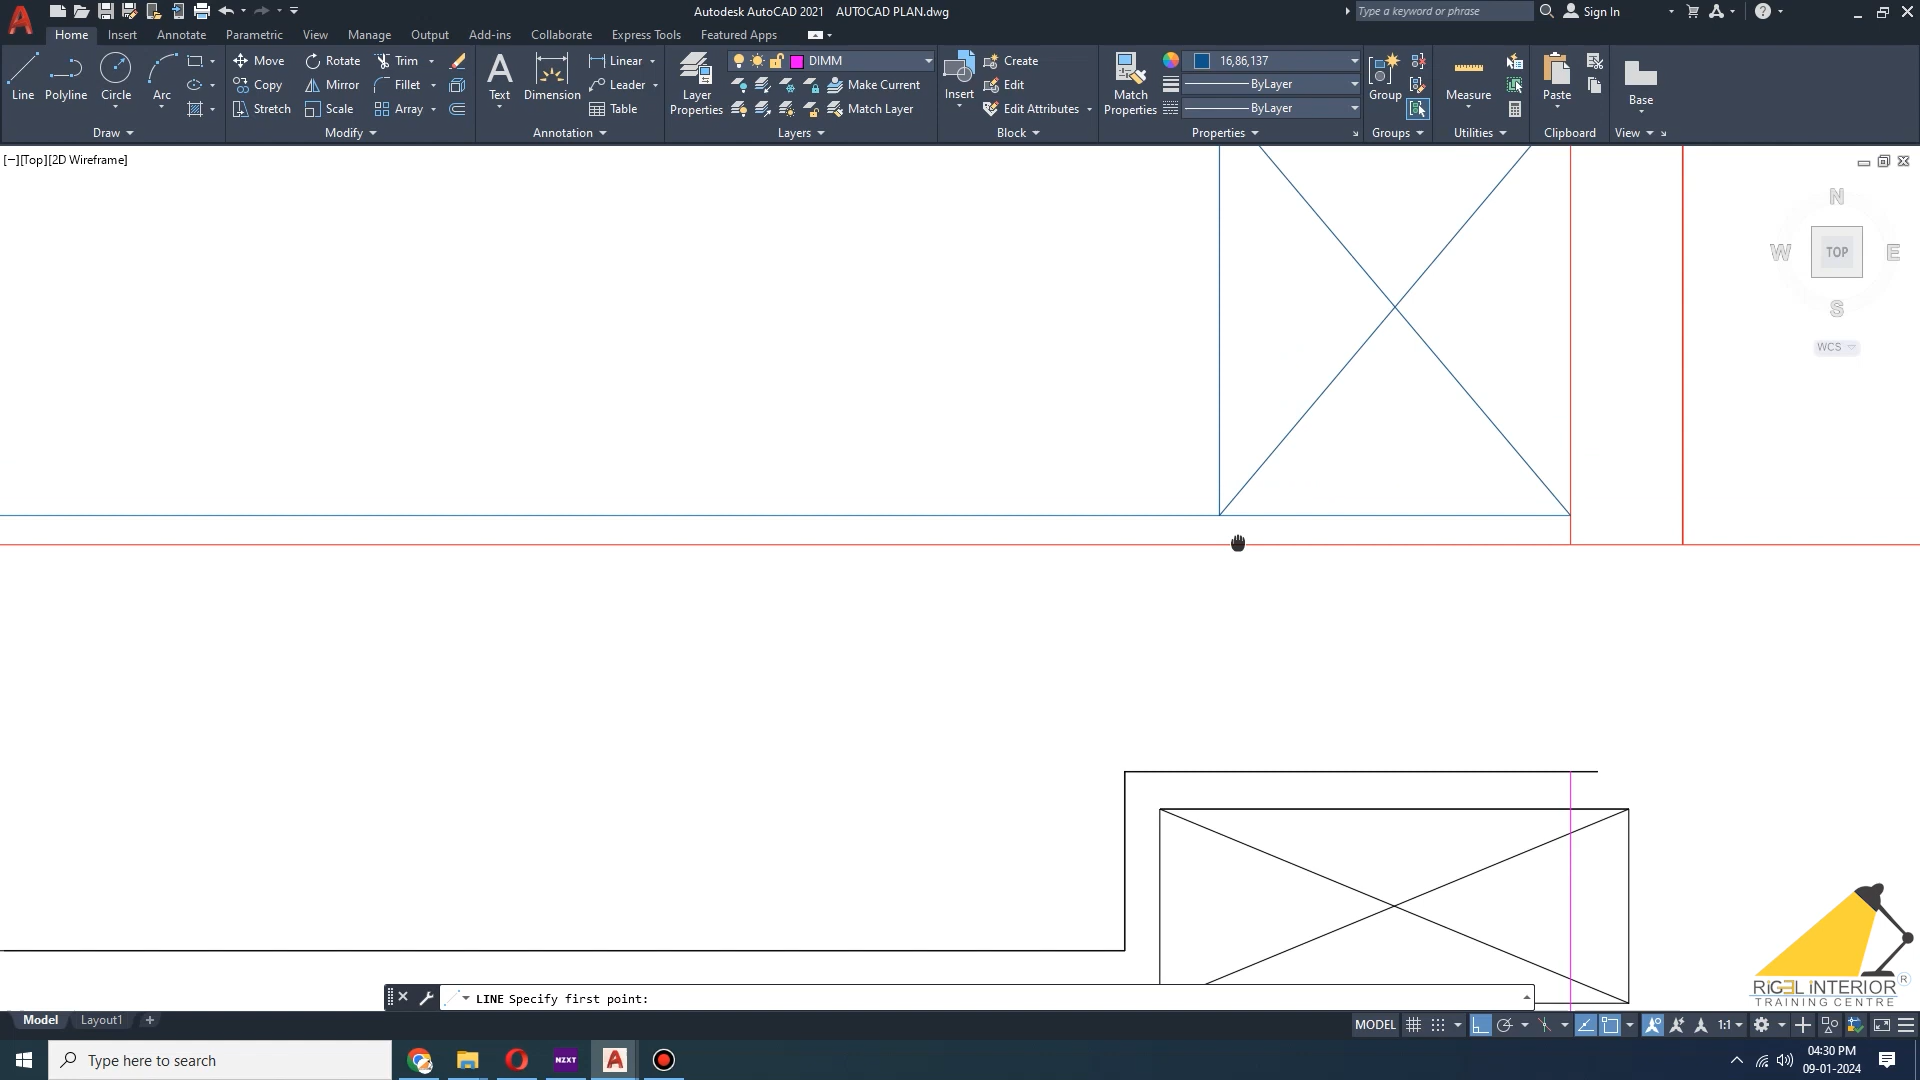 Autodesk AutoCAD 2021 AUTOCAD PLAN.dwg
Type a keyword or phrase
Sign In
Home Insert Annotate Parametric View Manage Output Add-ins Collaborate Express Tools Featured Apps
Line
Polyline
Circle
Arc
Draw
Move Rotate Trim
Copy Mirror Fillet
Stretch Scale Array
Modify
Text
Dimension
Linear
Leader
Table
Annotation
Layer
Properties
DIMM
Make Current
Match Layer
Layers
Insert
Create
Edit
Edit Attributes
Block
Match
Properties
16,86,137
ByLayer
ByLayer
Properties
Group
Groups
Measure
Utilities
Paste
Clipboard
Base
View
[−][Top][2D Wireframe]
N
W TOP E
S
WCS
LINE Specify first point:
RIGEL INTERIOR ®
TRAINING CENTRE
Model Layout1
MODEL 1:1
Type here to search
NZXT
04:30 PM
09-01-2024